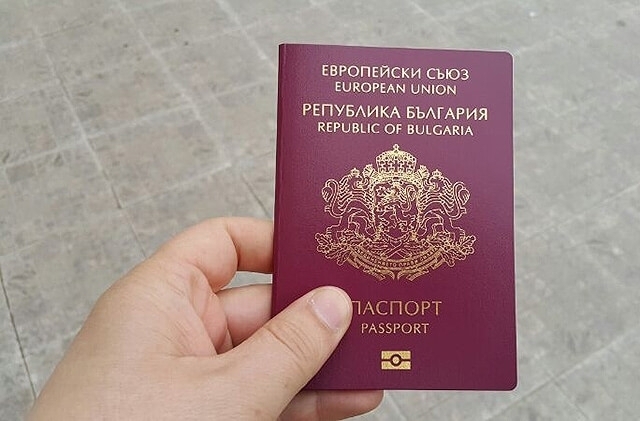 ЕВРОПЕЙСКИ СЪЮЗ
EUROPEAN UNION
РЕПУБЛИКА БЪЛГАРИЯ
REPUBLIC OF BULGARIA
ПАСПОРТ
PASSPORT